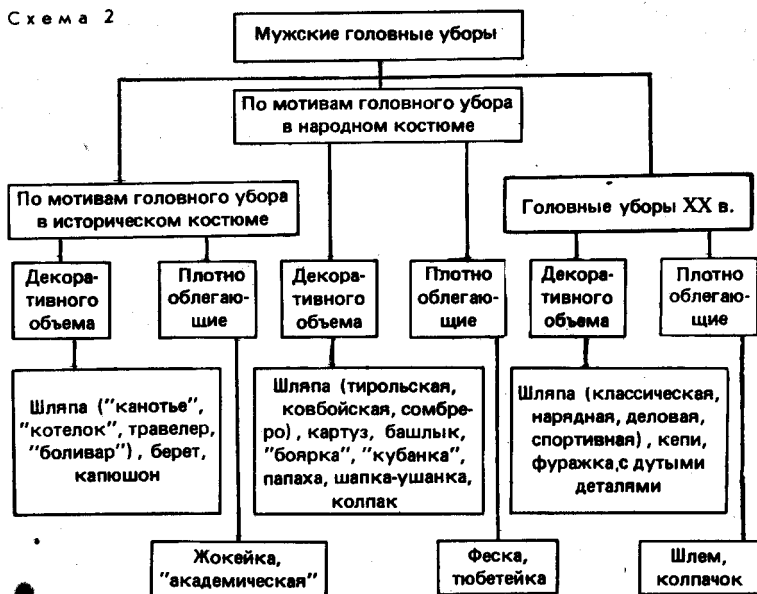 Схема 2
Мужские головные уборы
По мотивам головного убора
в народном костюме
По мотивам головного убора
в историческом костюме
Головные уборы XX в.
Декора-
тивного
объема
Плотно
облегаю-
щие
Декора-
тивного
объема
Плотно
облегаю-
щие
Декора-
тивного
объема
Плотно
облегаю-
щие
Шляпа ("канотье",
"котелок", травелер,
"боливар"), берет,
капюшон
Шляпа (тирольская,
ковбойская, сомбре-
ро), картуз, башлык,
"боярка", "кубанка",
папаха, шапка-ушанка,
колпак
Шляпа (классическая,
нарядная, деловая,
спортивная), кепи,
фуражка,с дутыми
деталями
Жокейка,
"академическая"
Феска,
тюбетейка
Шлем,
колпачок